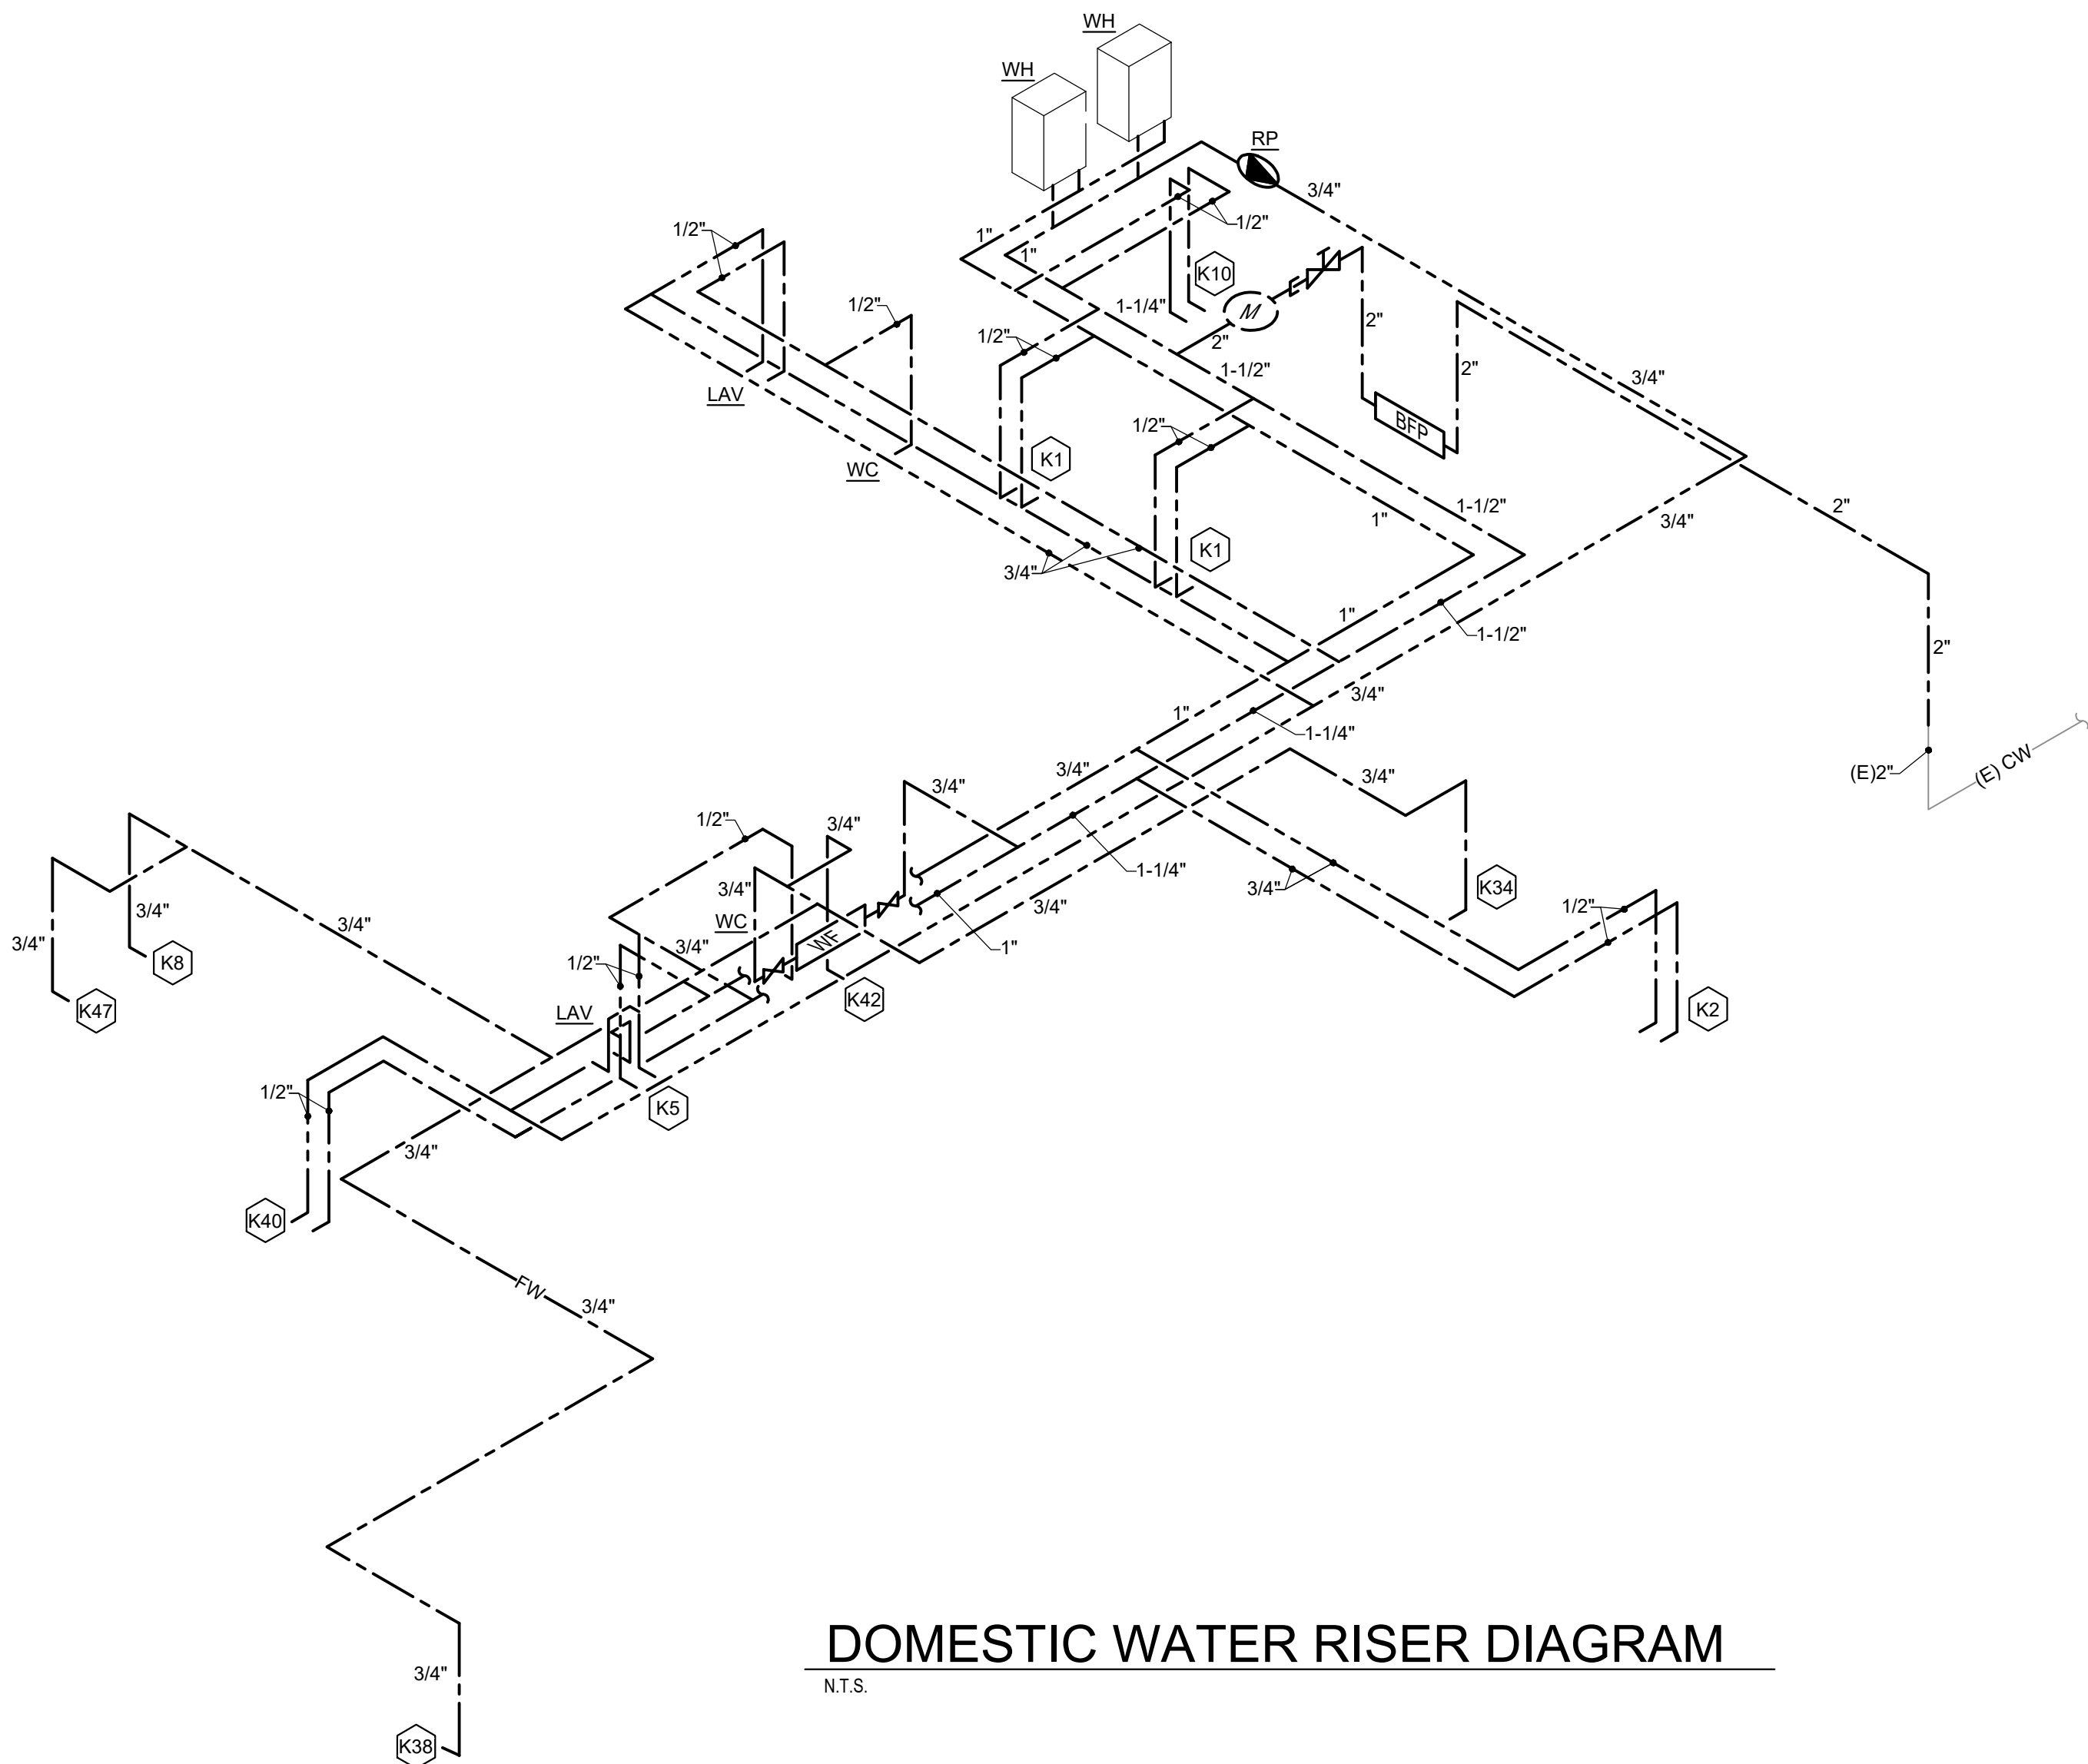 WH
WH
RP
3/4"
1/2"
1/2"
1"
1"
K10
1/2"
1-1/4"
M
2"
1/2"
2"
1-1/2"
2"
3/4"
LAV
1/2"
BFP
K1
WC
1-1/2"
2"
1"
3/4"
K1
3/4"
1"
1-1/2"
2"
3/4"
1"
1-1/4"
(E) CW
(E)2"
3/4"
3/4"
3/4"
1/2"
3/4"
1-1/4"
3/4"
K34
3/4"
3/4"
3/4"
1/2"
3/4"
WC
WF
3/4"
3/4"
1"
K8
1/2"
K42
K47
LAV
K2
1/2"
K5
3/4"
K40
FW
3/4"
DOMESTIC WATER RISER DIAGRAM
3/4"
N.T.S.
K38